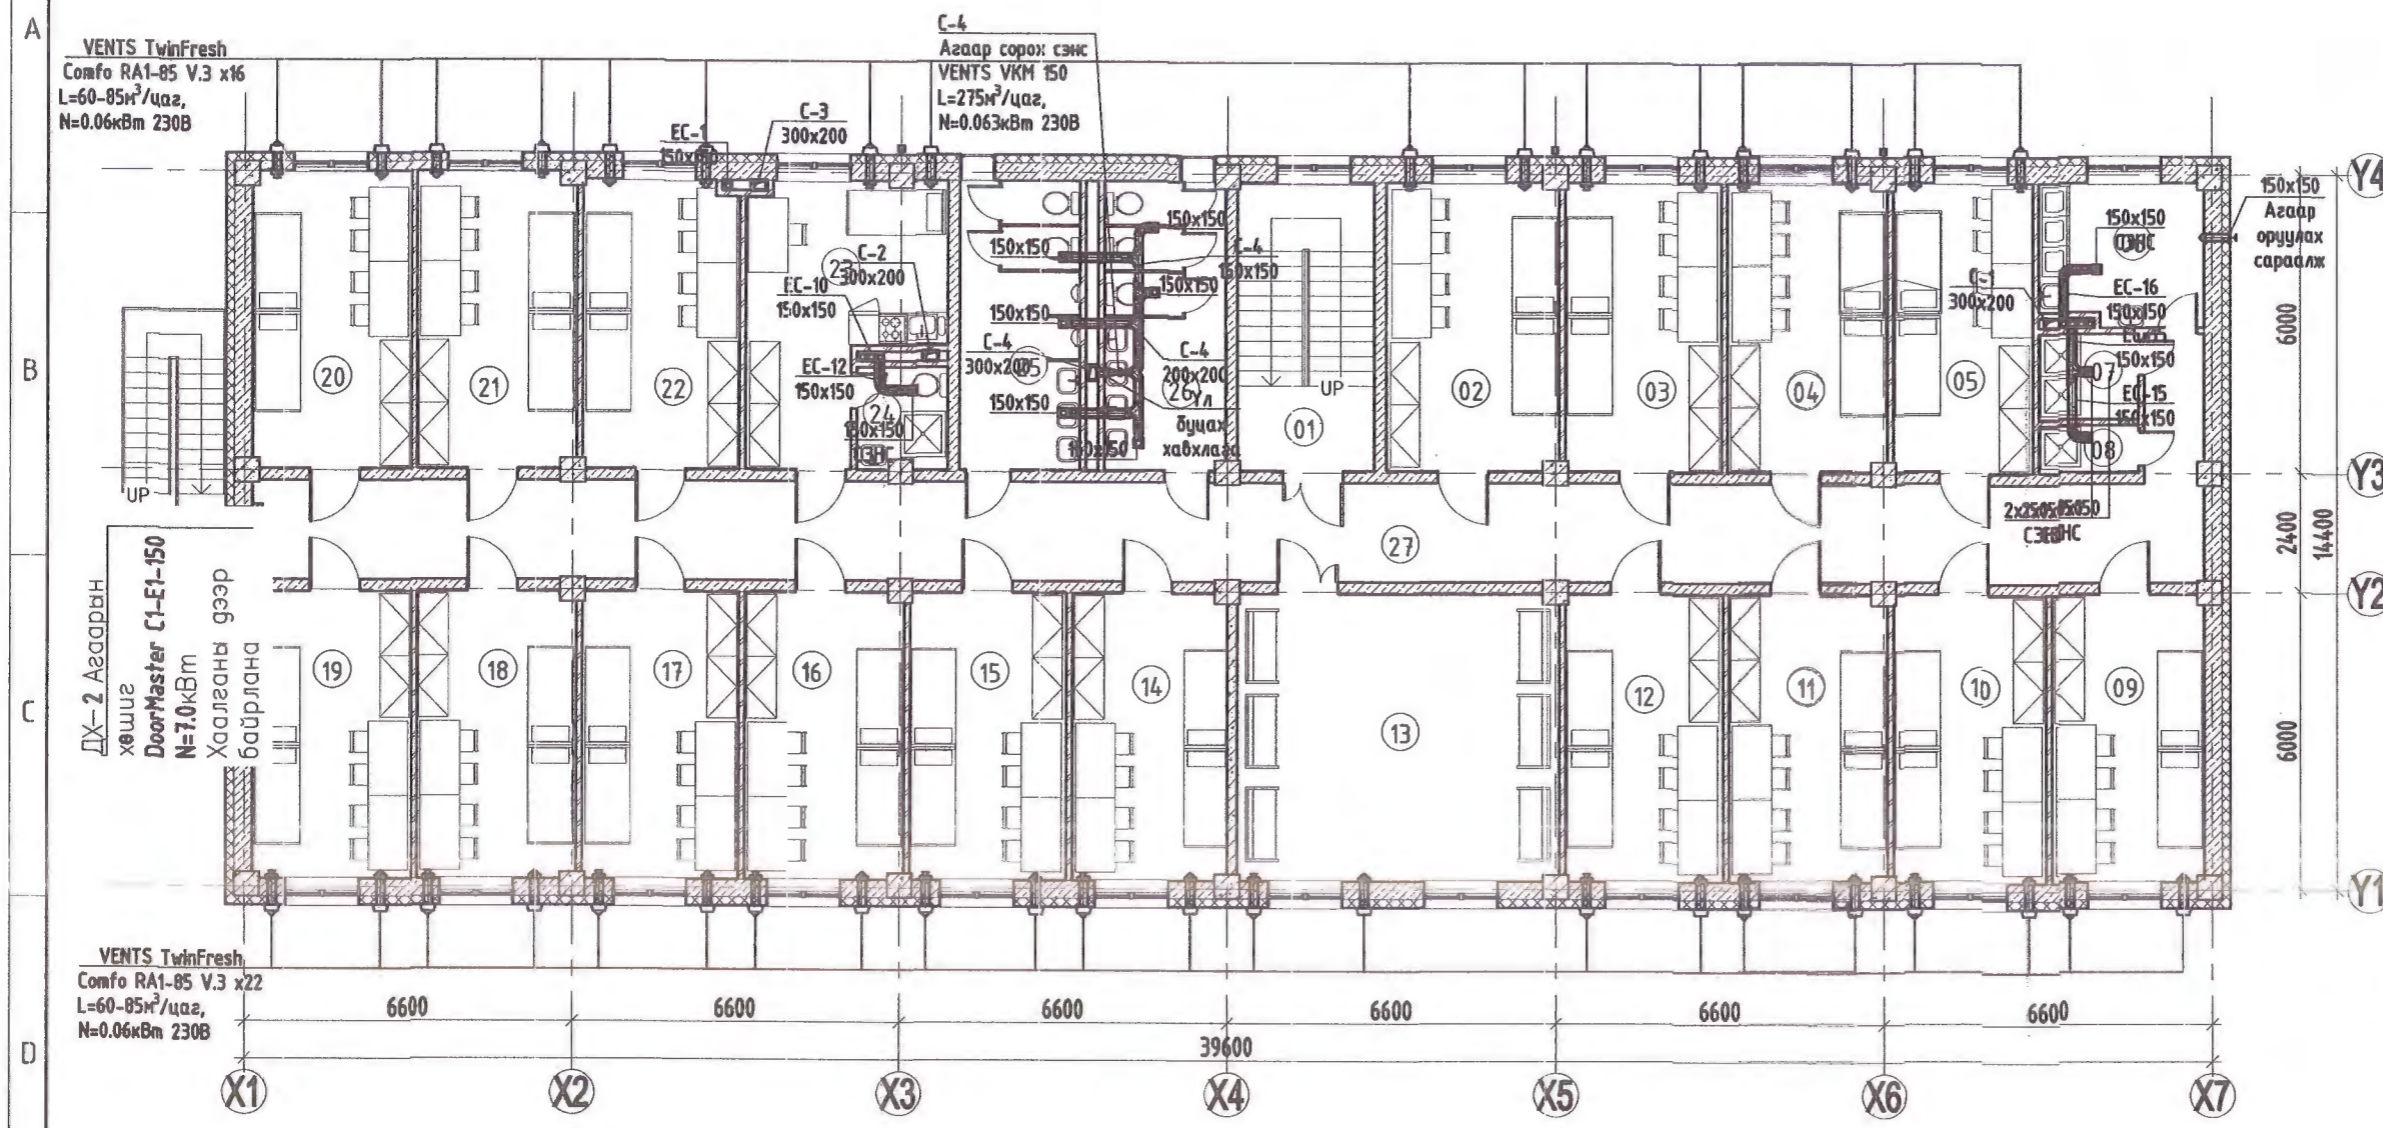 A
B
C
D
VENTS TwinFresh
Comfo RA1-85 V.3 x16
L=60-85м³/цаг,
N=0.06кВт 230В
C-4
Агаар сорох сэнс
VENTS VKM 150
L=275м³/цаг,
N=0.063кВт 230В
EC-1
C-3
300x200
C-2
300x200
EC-10
150x150
EC-12
150x150
150x150
150x150
150x150
150x150
C-4
300x200
150x150
C-4
150x150
150x150
C-4
200x200
Ул
буцах
хавхлага
150x150
Агаар
оруулах
сараалж
150x150
C-1
300x200
EC-16
150x150
150x150
EC-15
150x150
20
21
22
23
24
26
01
UP
02
03
04
05
07
08
UP
27
19
18
17
16
15
14
13
12
11
10
09
ДХ-2 Агаарын
хөшиг
DoorMaster C1-E1-150
N=7.0кВт
Хаалганы дээр
байрлана
VENTS TwinFresh
Comfo RA1-85 V.3 x22
L=60-85м³/цаг,
N=0.06кВт 230В
6600
6600
6600
6600
6600
6600
39600
6000
2400
14400
6000
Y4
Y3
Y2
Y1
X1
X2
X3
X4
X5
X6
X7